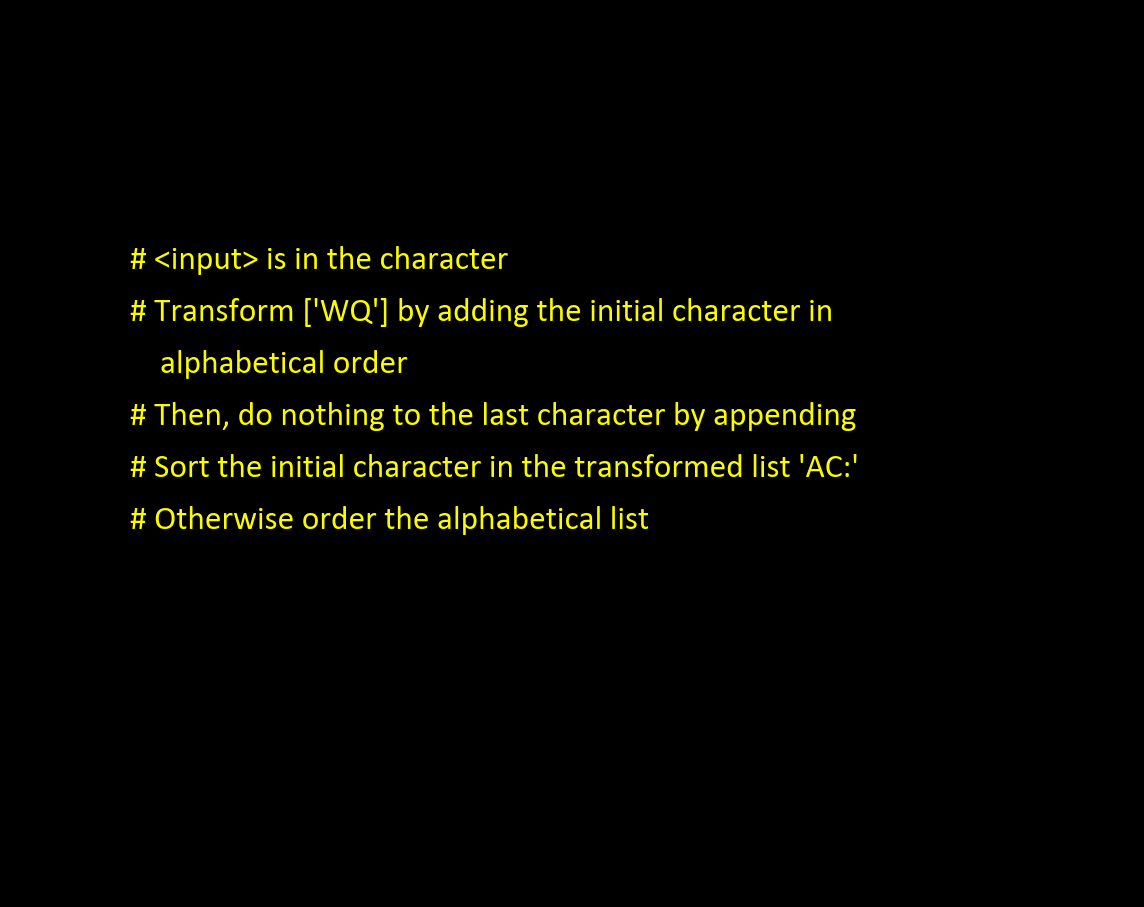 # <input> is in the character
# Transform ['WQ'] by adding the initial character in
alphabetical order
# Then, do nothing to the last character by appending
# Sort the initial character in the transformed list 'AC:'
# Otherwise order the alphabetical list